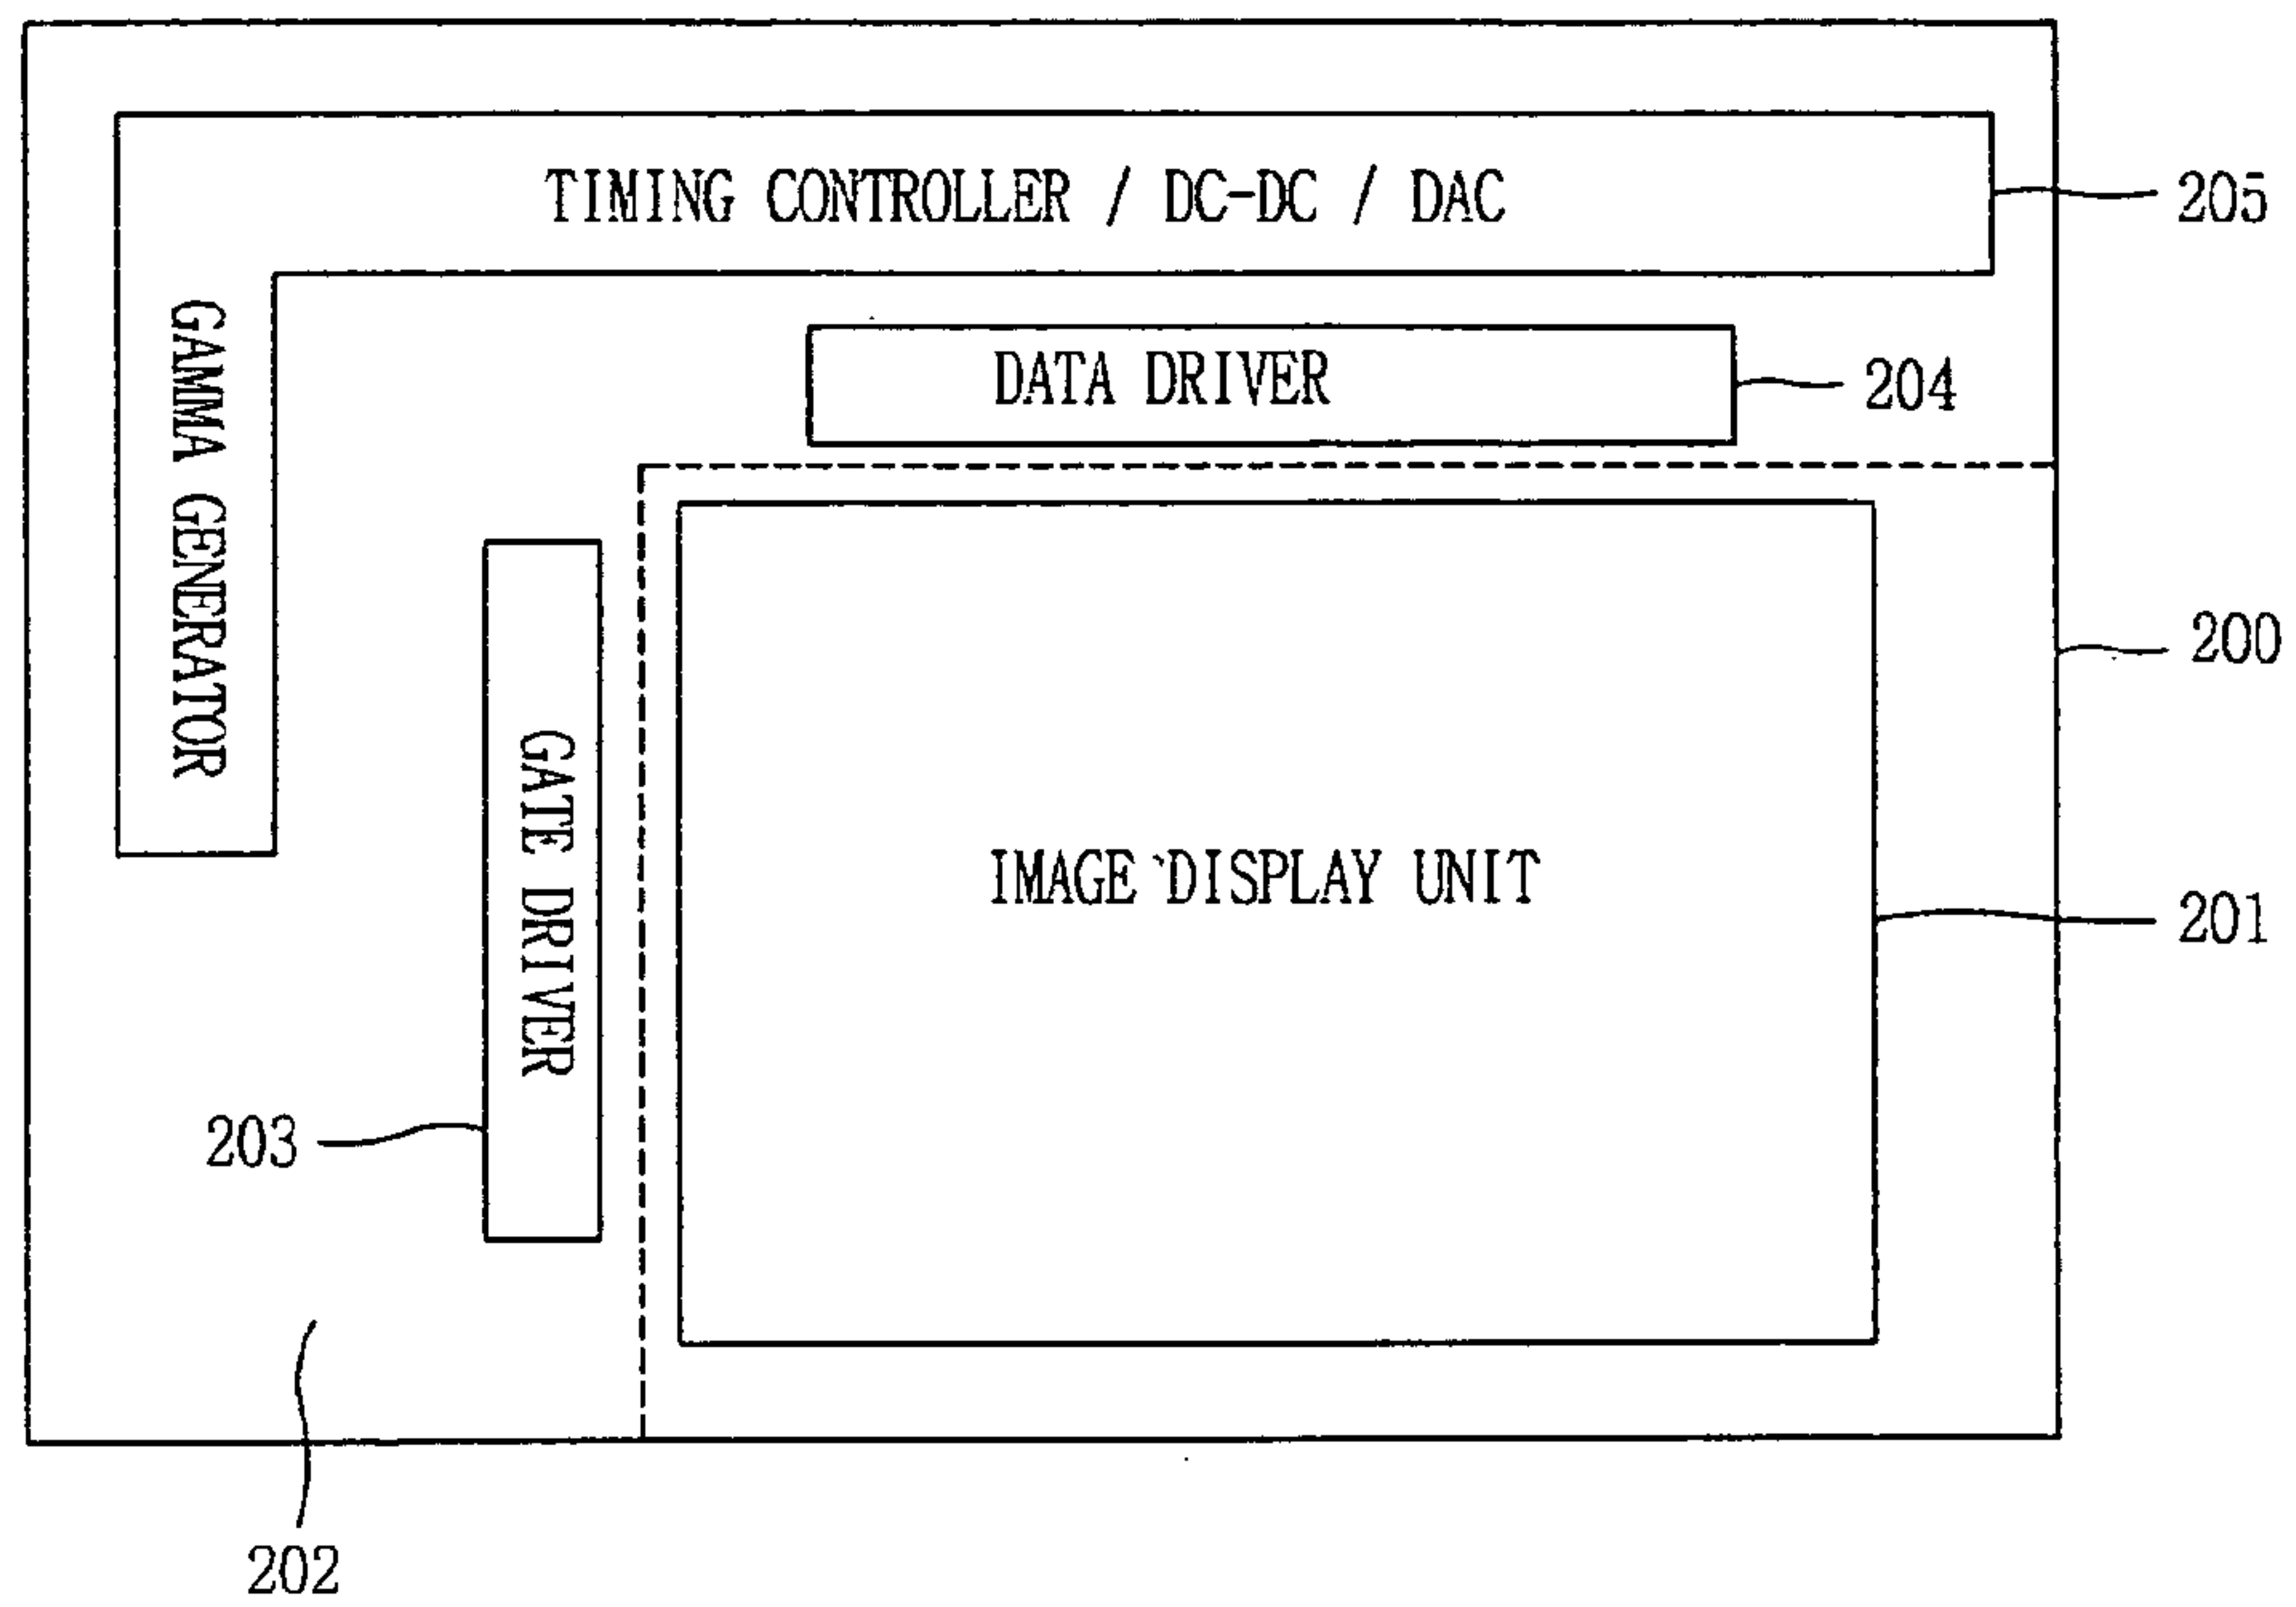 TIMING CONTROLLER / DC-DC / DAC
205
GAMMA GENERATOR
DATA DRIVER
204
200
GATE DRIVER
IMAGE DISPLAY UNIT
201
203
202